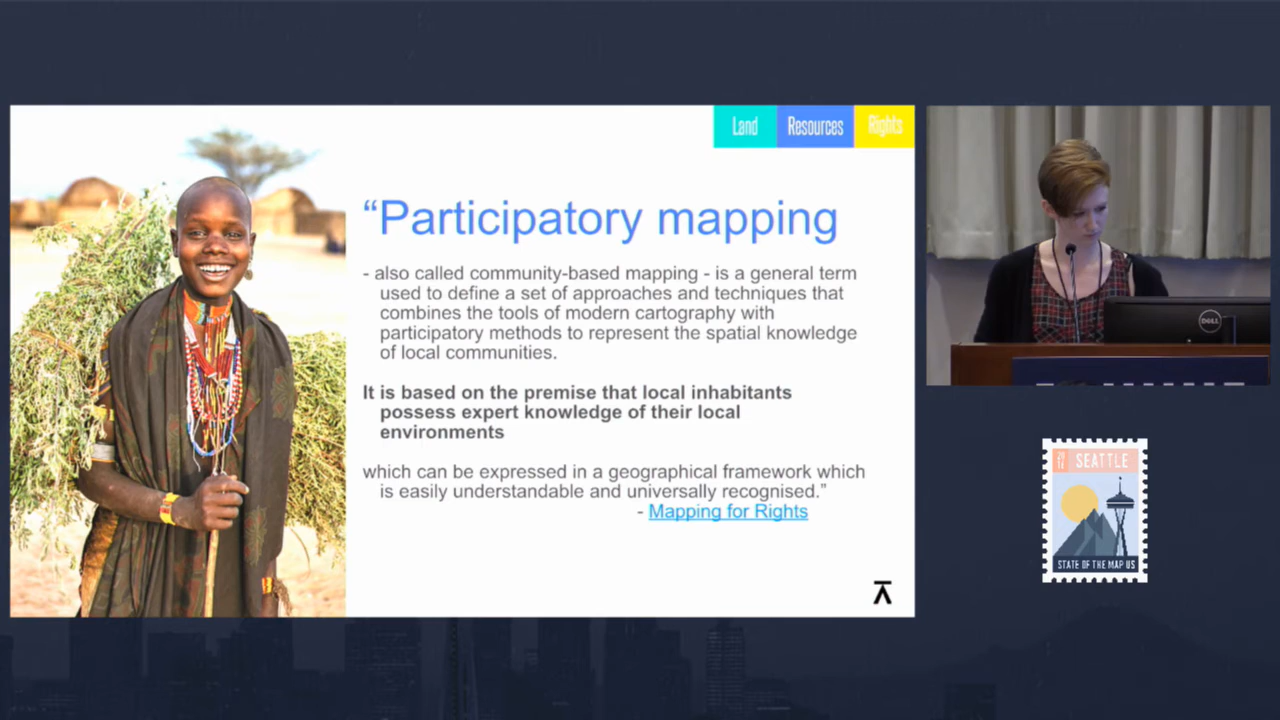 Land Resources Rights
“Participatory mapping
- also called community-based mapping - is a general term
used to define a set of approaches and techniques that
combines the tools of modern cartography with
participatory methods to represent the spatial knowledge
of local communities.
It is based on the premise that local inhabitants
possess expert knowledge of their local
environments
which can be expressed in a geographical framework which
is easily understandable and universally recognised.”
- Mapping for Rights
DELL
20
17 SEATTLE
STATE OF THE MAP US